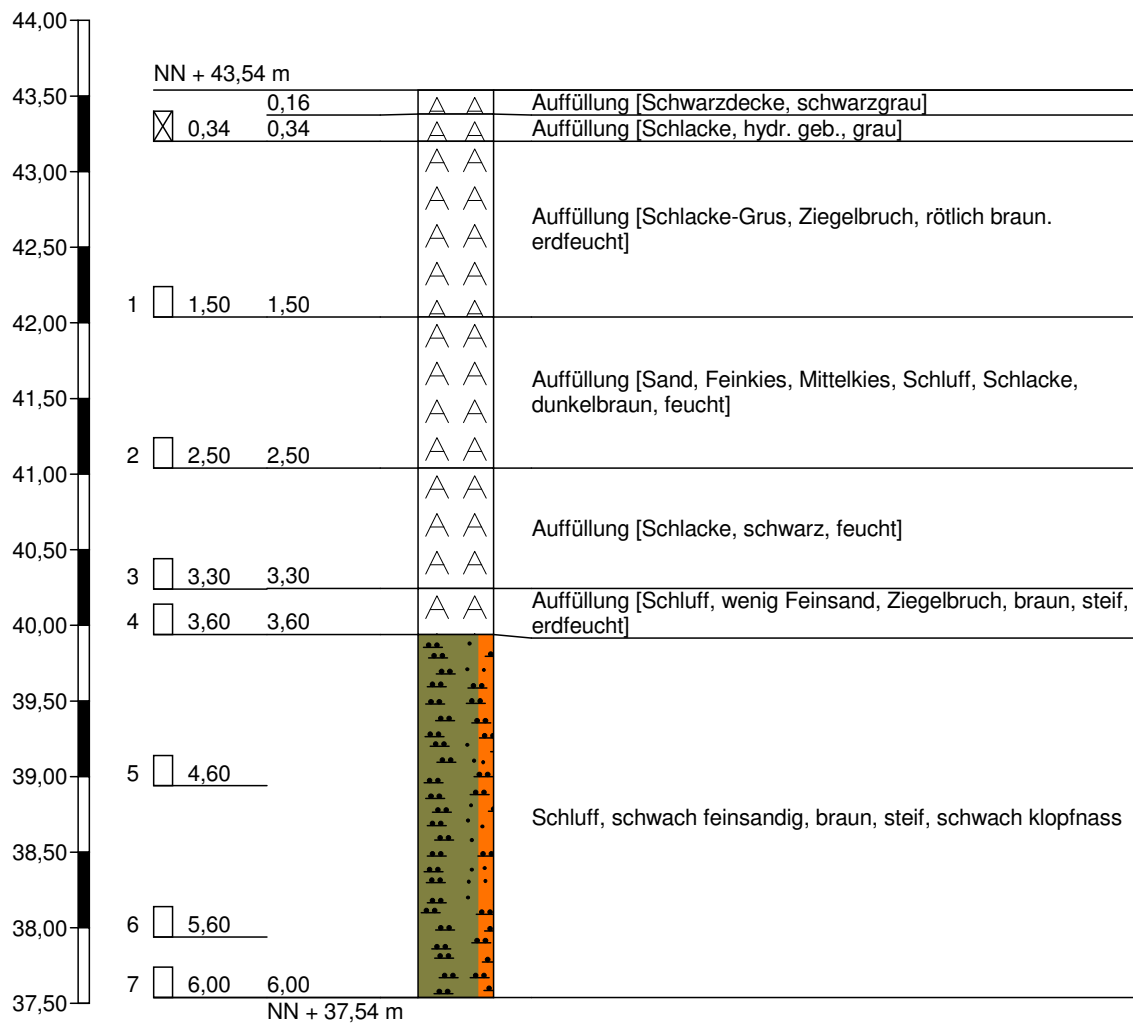 44,00
NN + 43,54 m
43,50
0,16 Auffüllung [Schwarzdecke, schwarzgrau]
0,34 0,34 Auffüllung [Schlacke, hydr. geb., grau]
43,00
Auffüllung [Schlacke-Grus, Ziegelbruch, rötlich braun.
erdfeucht]
42,50
1 1,50 1,50
42,00
Auffüllung [Sand, Feinkies, Mittelkies, Schluff, Schlacke,
dunkelbraun, feucht]
41,50
2 2,50 2,50
41,00
Auffüllung [Schlacke, schwarz, feucht]
40,50
3 3,30 3,30
Auffüllung [Schluff, wenig Feinsand, Ziegelbruch, braun, steif,
erdfeucht]
4 3,60 3,60
40,00
39,50
5 4,60
39,00
Schluff, schwach feinsandig, braun, steif, schwach klopfnass
38,50
6 5,60
38,00
7 6,00 6,00
37,50
NN + 37,54 m